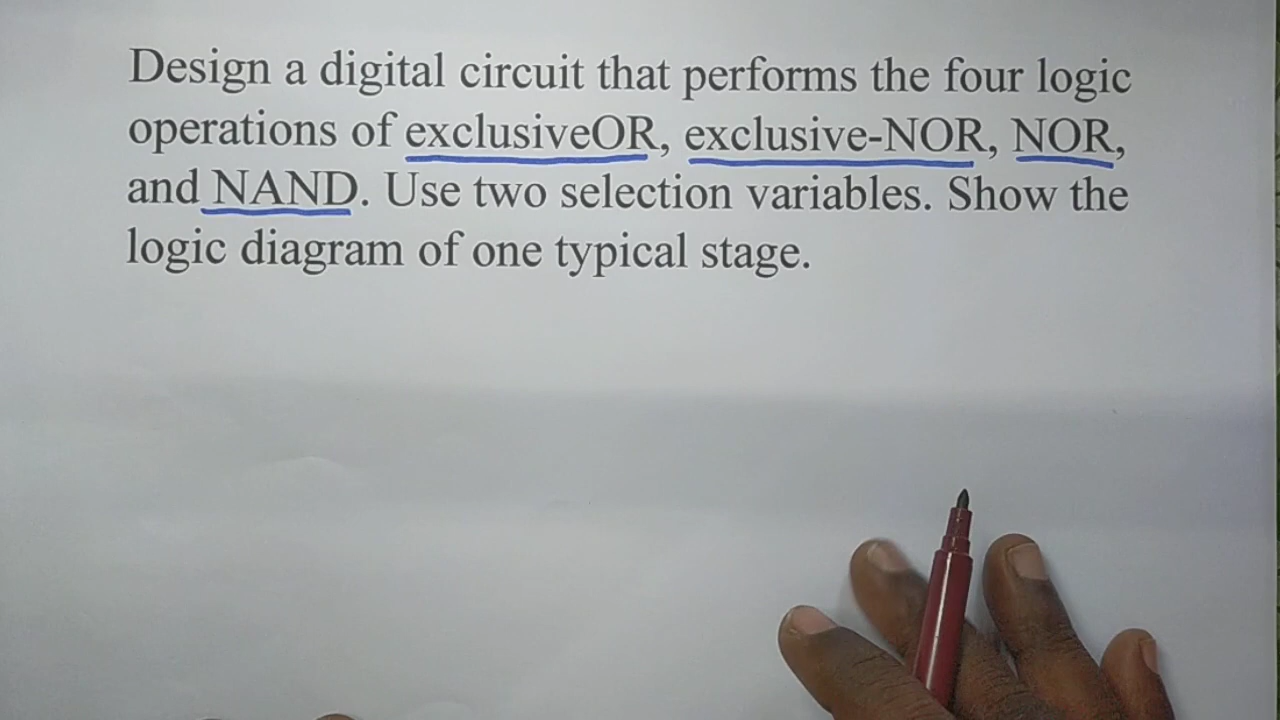 Design a digital circuit that performs the four logic
operations of exclusiveOR, exclusive-NOR, NOR,
and NAND. Use two selection variables. Show the
logic diagram of one typical stage.